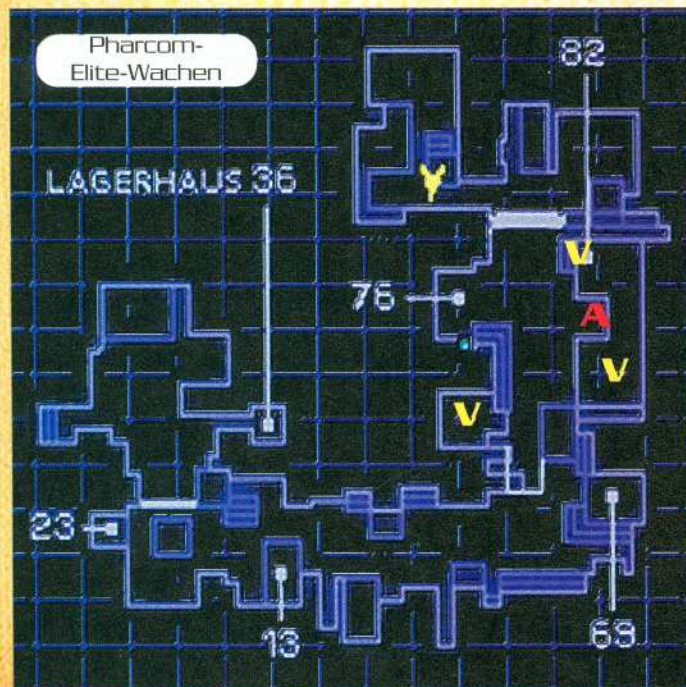 Pharcom-
Elite-Wachen
82
LAGERHAUS 36
76
V
A
V
V
23
13
68